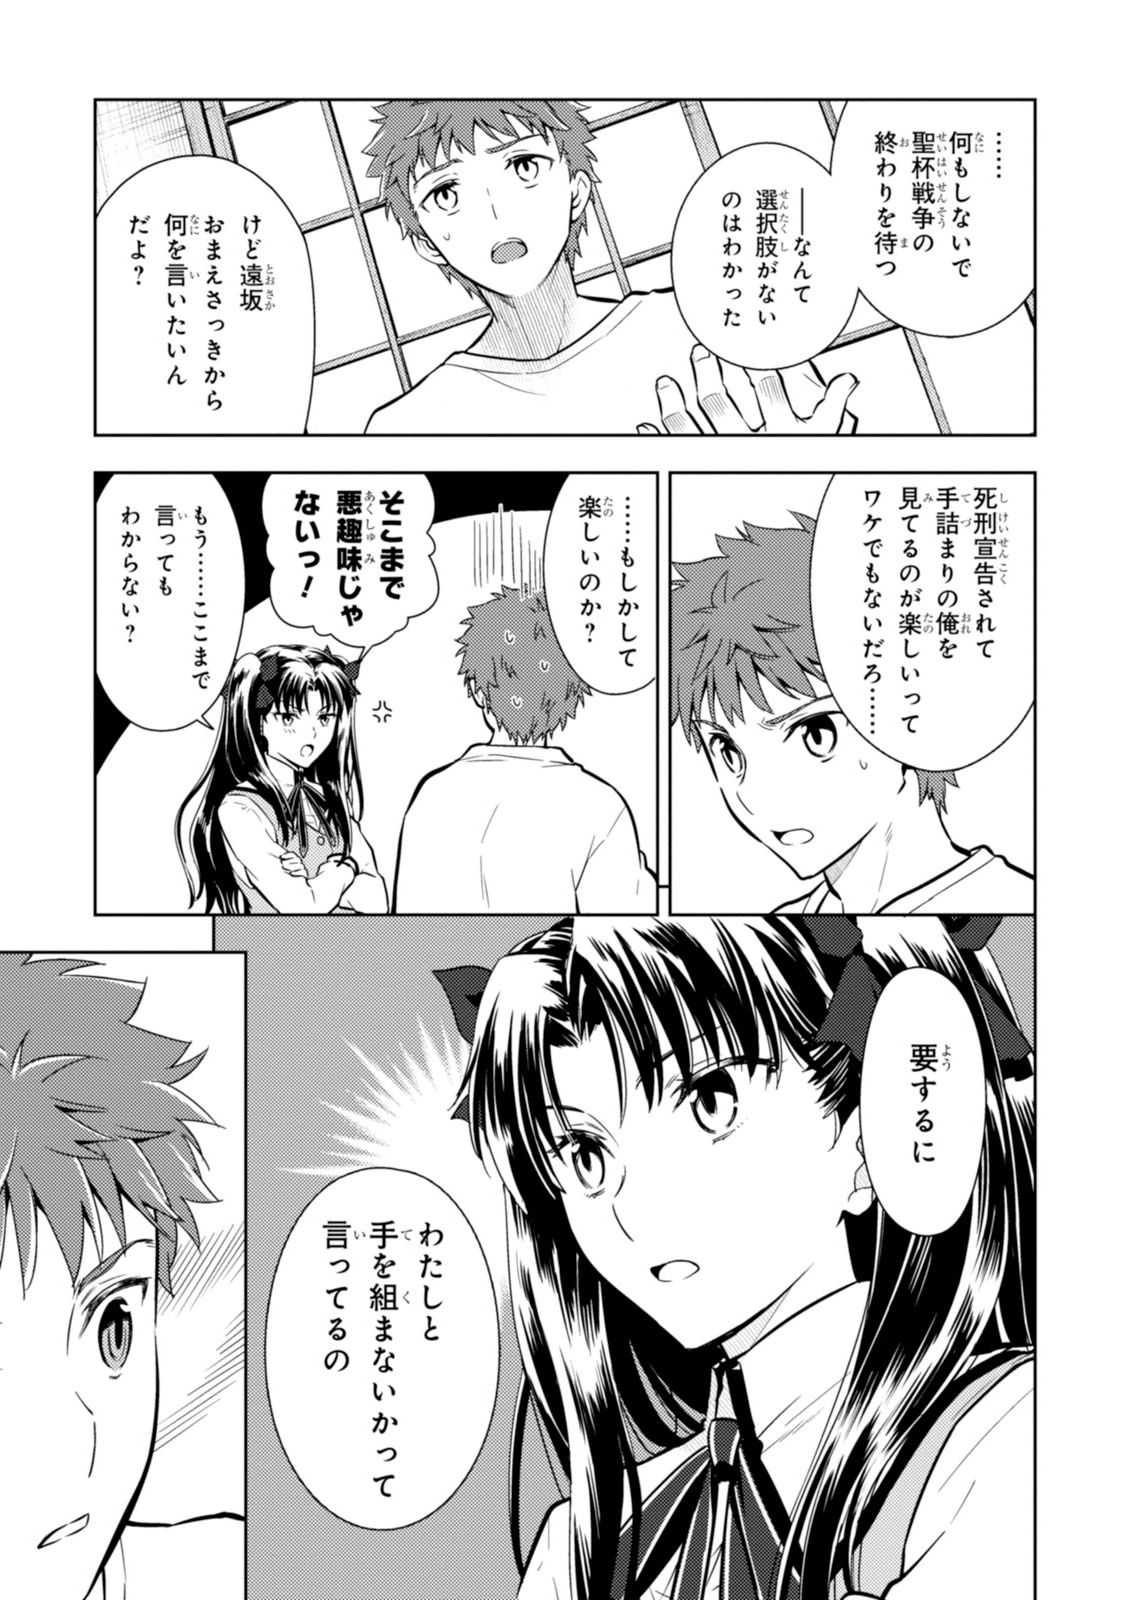 ……
何もしないで
聖杯戦争の
終わりを待つ
――なんて
選択肢がない
のはわかった
けど遠坂
おまえさっきから
何を言いたいん
だよ？
死刑宣告されて
手詰まりの俺を
見てるのが楽しいって
ワケでもないだろ……
……もしかして
楽しいのか？
そこまで
悪趣味じゃ
ないっ！
もう……ここまで
言っても
わからない？
要するに
わたしと
手を組まないかって
言ってるの